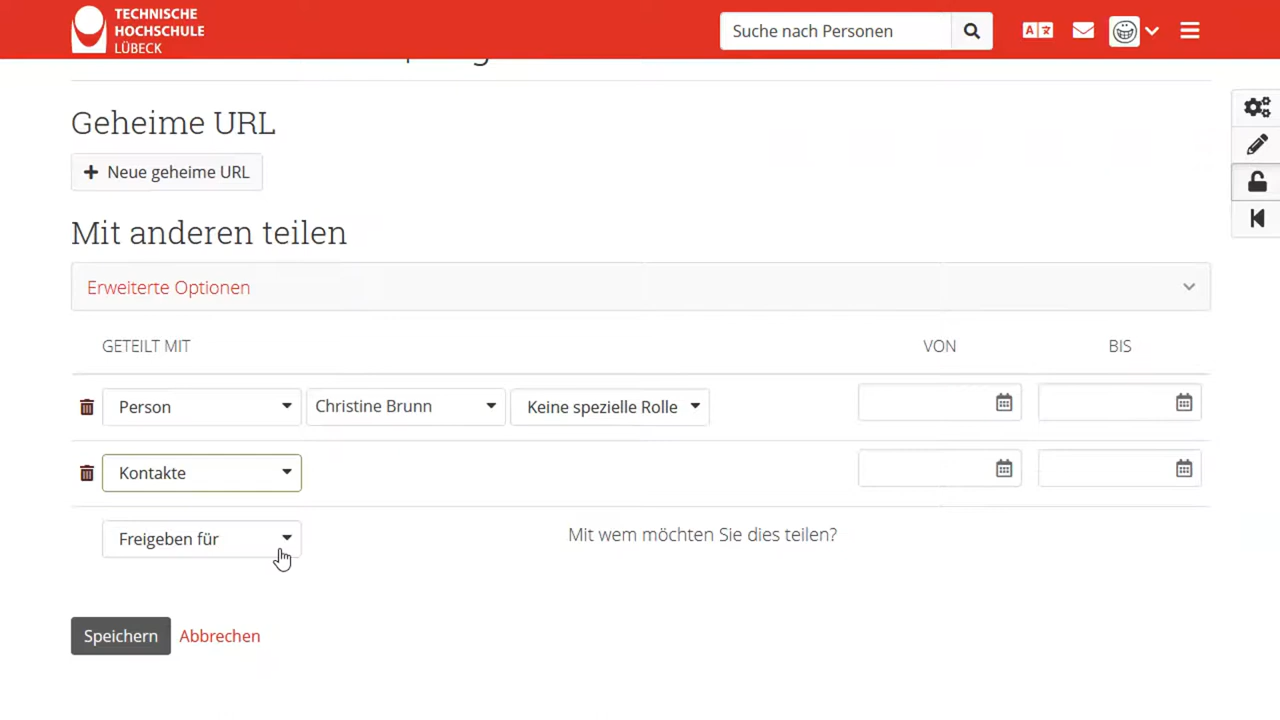 TECHNISCHE
HOCHSCHULE
LÜBECK
Suche nach Personen
Geheime URL
Neue geheime URL
Mit anderen teilen
Erweiterte Optionen
GETEILT MIT VON BIS
Person Christine Brunn Keine spezielle Rolle
Kontakte
Freigeben für Mit wem möchten Sie dies teilen?
Speichern Abbrechen